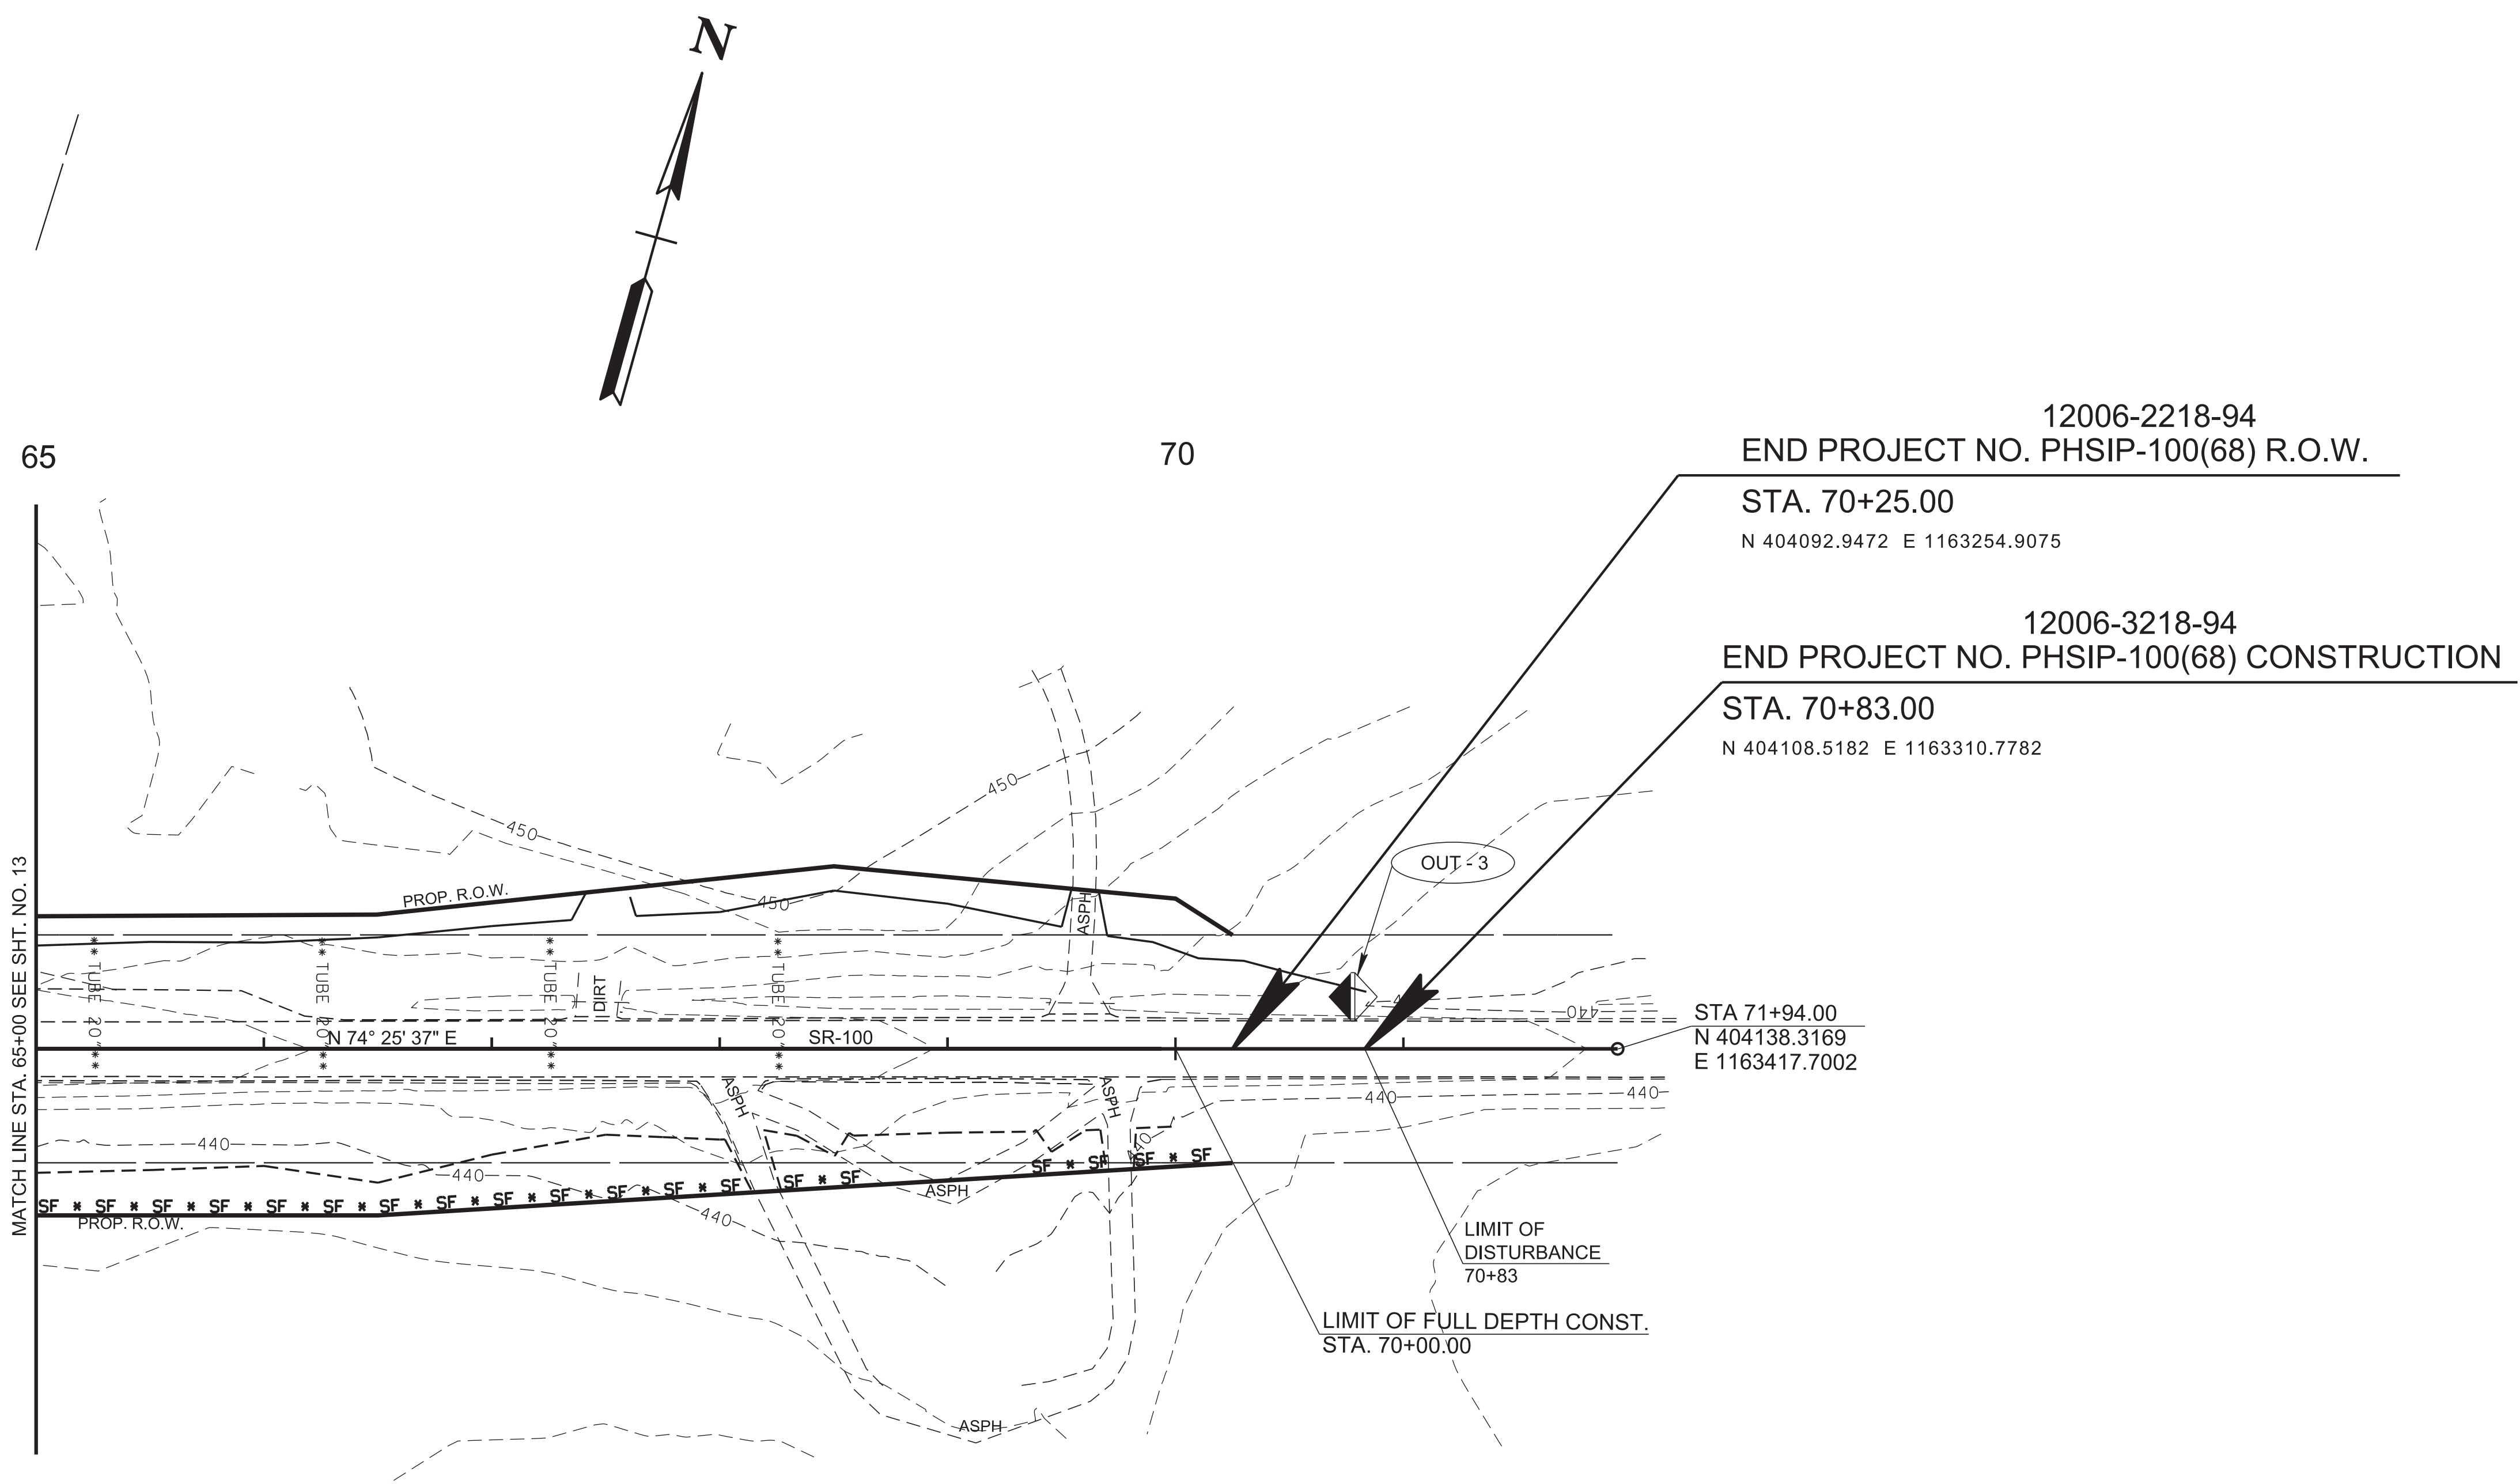 N
65
70
12006-2218-94
END PROJECT NO. PHSIP-100(68) R.O.W.
STA. 70+25.00
N 404092.9472 E 1163254.9075
12006-3218-94
END PROJECT NO. PHSIP-100(68) CONSTRUCTION
STA. 70+83.00
N 404108.5182 E 1163310.7782
450
450
450
OUT - 3
PROP. R.O.W.
ASPH
MATCH LINE STA. 65+00 SEE SHT. NO. 13
** TUBE 20"**
** TUBE 20"**
** TUBE 20"**
** TUBE 20"**
DIRT
440
STA 71+94.00
N 404138.3169
E 1163417.7002
N 74° 25' 37" E
SR-100
ASPH
ASPH
440
440
440
440
440
440
SF * SF * SF * SF * SF * SF * SF * SF * SF * SF * SF * SF * SF
SF * SF
SF * SF
SF * SF
ASPH
PROP. R.O.W.
LIMIT OF
DISTURBANCE
70+83
LIMIT OF FULL DEPTH CONST.
STA. 70+00.00
ASPH